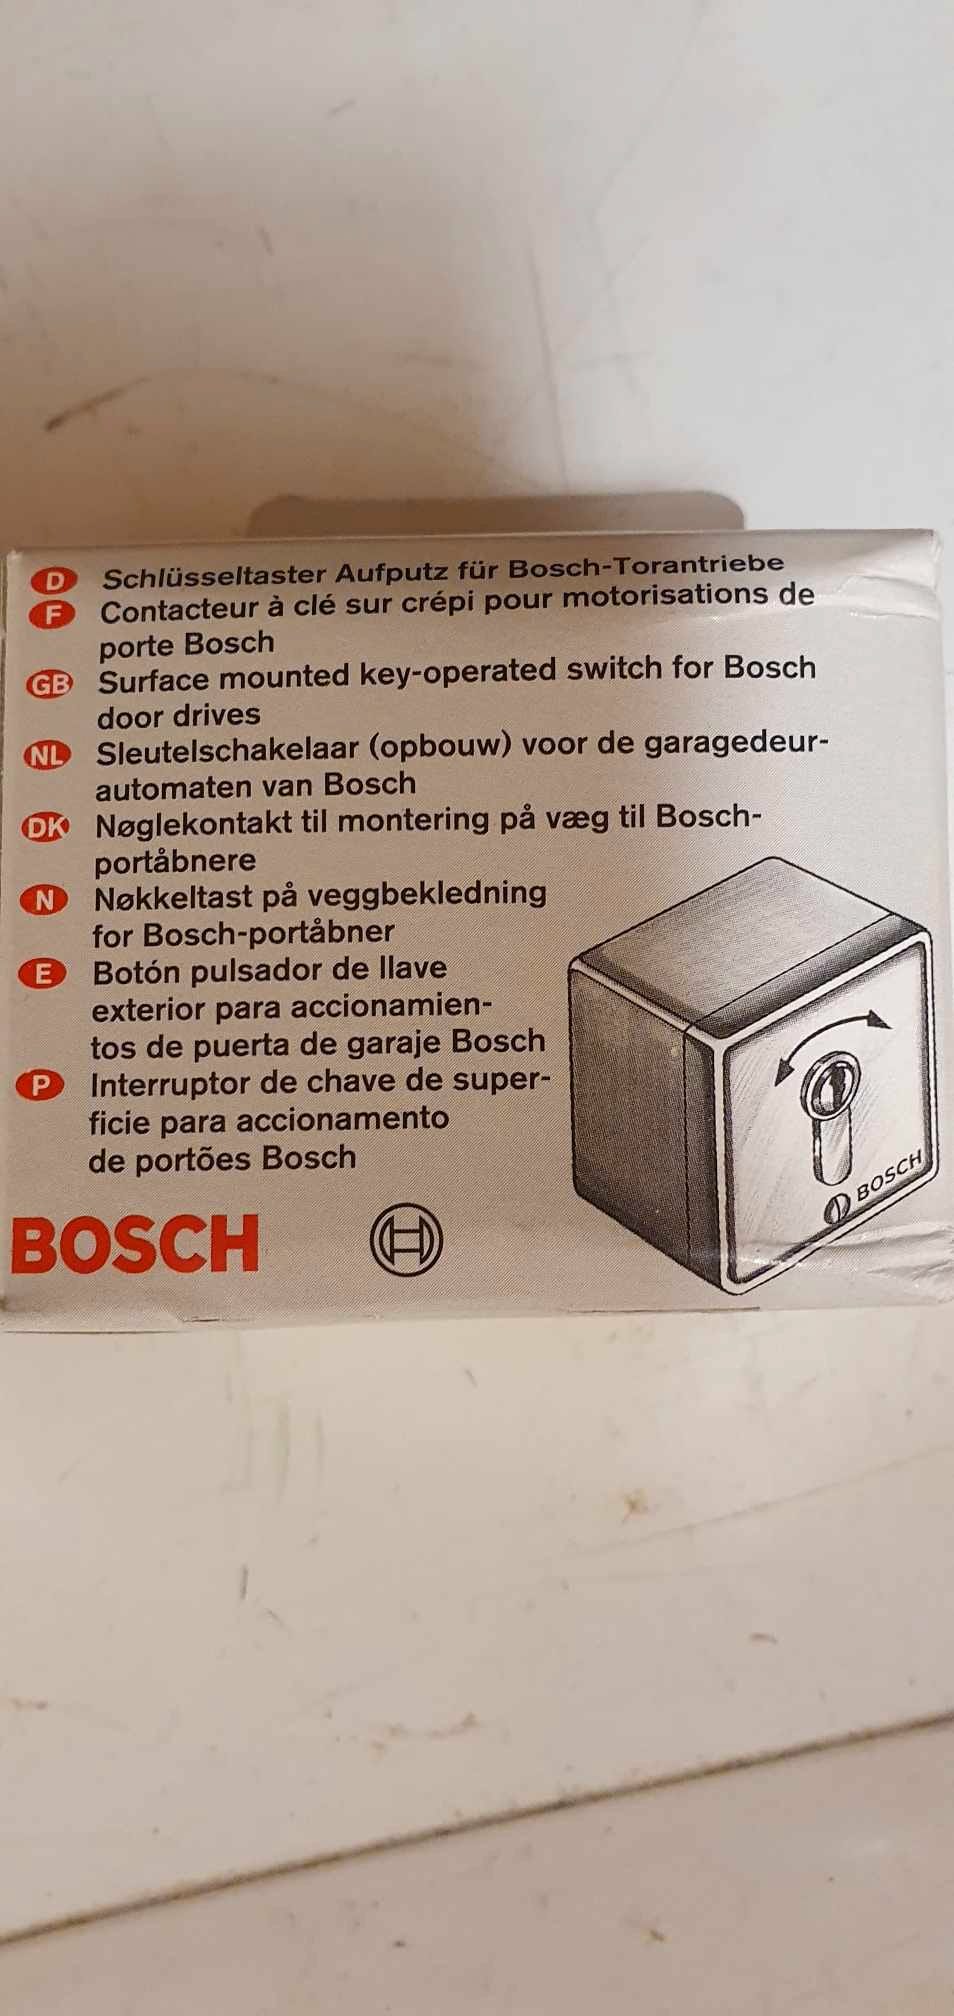 D Schlüsseltaster Aufputz für Bosch-Torantriebe
F Contacteur à clé sur crépi pour motorisations de
porte Bosch
GB Surface mounted key-operated switch for Bosch
door drives
NL Sleutelschakelaar (opbouw) voor de garagedeur-
automaten van Bosch
DK Nøglekontakt til montering på væg til Bosch-
portåbnere
N Nøkkeltast på veggbekledning
for Bosch-portåbner
E Botón pulsador de llave
exterior para accionamien-
tos de puerta de garaje Bosch
P Interruptor de chave de super-
ficie para accionamento
de portões Bosch
BOSCH
BOSCH